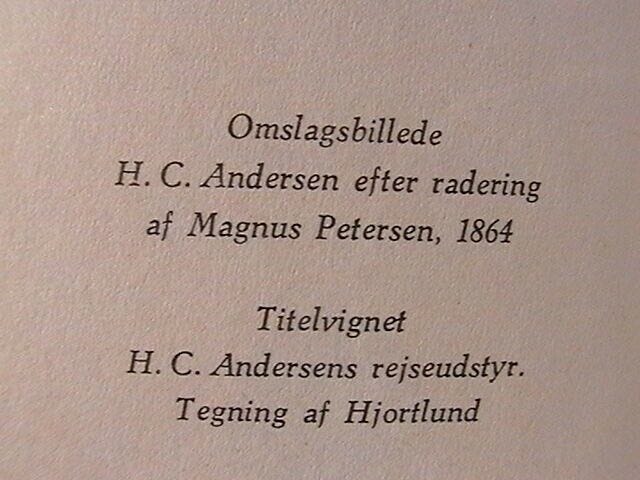 Omslagsbillede
H. C. Andersen efter radering
af Magnus Petersen, 1864
Titelvignet
H. C. Andersens rejseudstyr.
Tegning af Hjortlund